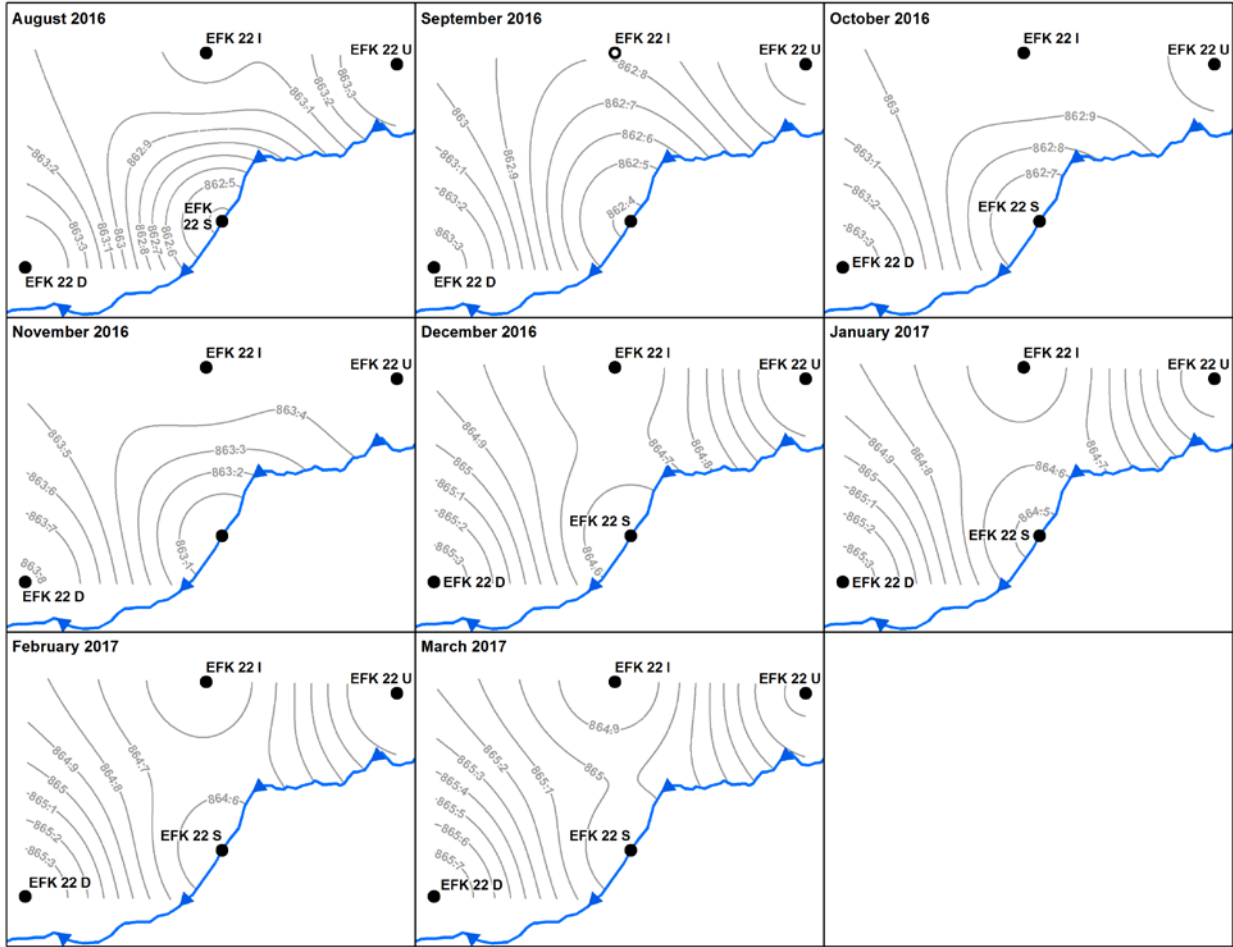 August 2016
EFK 22 I
EFK 22 U
863.3
863.2
863.1
862.9
863.2
862.5
EFK
22 S
863.3
863.1
863
862.8
862.7
862.6
EFK 22 D
September 2016
EFK 22 I
EFK 22 U
862.8
862.7
863
862.6
863.1
862.9
862.5
863.2
862.4
863.3
EFK 22 D
October 2016
EFK 22 I
EFK 22 U
863
862.9
862.8
863.1
862.7
863.2
EFK 22 S
863.3
EFK 22 D
November 2016
EFK 22 I
EFK 22 U
863.4
863.5
863.3
863.2
863.6
863.7
863.1
863.8
EFK 22 D
December 2016
EFK 22 I
EFK 22 U
864.9
864.7
864.8
865
865.1
865.2
EFK 22 S
865.3
864.6
EFK 22 D
January 2017
EFK 22 I
EFK 22 U
864.9
864.8
864.6
864.7
865
865.1
864.5
865.2
EFK 22 S
865.3
EFK 22 D
February 2017
EFK 22 I
EFK 22 U
864.7
864.9
864.8
865
864.6
865.1
865.2
EFK 22 S
865.3
EFK 22 D
March 2017
EFK 22 I
EFK 22 U
864.9
865.2
865.3
865
865.4
865.1
865.5
865.6
EFK 22 S
865.7
EFK 22 D